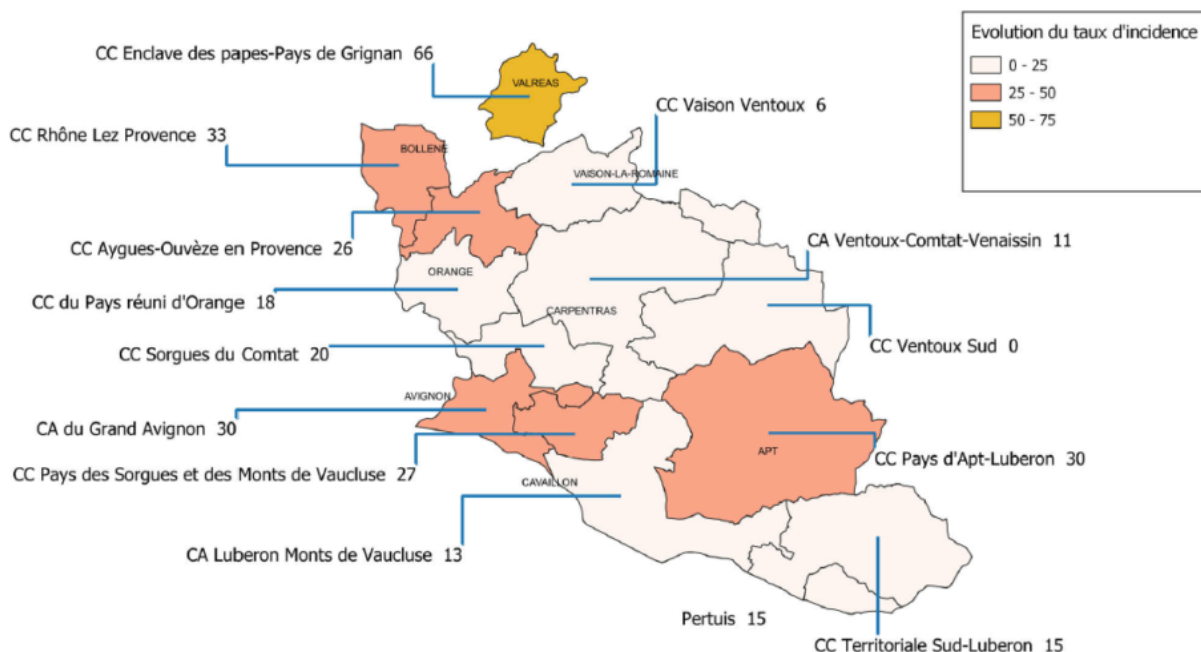 Evolution du taux d'incidence
0 - 25
25 - 50
50 - 75
CC Enclave des papes-Pays de Grignan 66
VALREAS
CC Vaison Ventoux 6
CC Rhône Lez Provence 33
BOLLENE
VAISON-LA-ROMAINE
CC Aygues-Ouvèze en Provence 26
CA Ventoux-Comtat-Venaissin 11
ORANGE
CC du Pays réuni d'Orange 18
CARPENTRAS
CC Sorgues du Comtat 20
CC Ventoux Sud 0
AVIGNON
CA du Grand Avignon 30
APT
CC Pays d'Apt-Luberon 30
CC Pays des Sorgues et des Monts de Vaucluse 27
CAVAILLON
CA Luberon Monts de Vaucluse 13
Pertuis 15
CC Territoriale Sud-Luberon 15